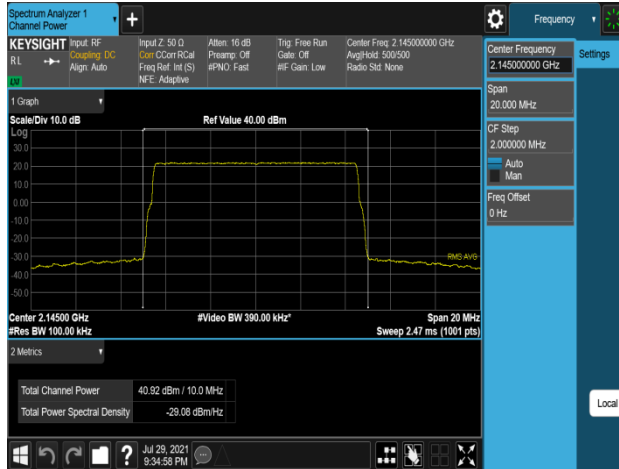 Spectrum Analyzer 1
Channel Power
Frequency
KEYSIGHT
Input: RF
Coupling: DC
Align: Auto
Input Z: 50 Ω
Corr CCorr RCal
Freq Ref: Int (S)
NFE: Adaptive
Atten: 16 dB
Preamp: Off
#PNO: Fast
Trig: Free Run
Gate: Off
#IF Gain: Low
Center Freq: 2.145000000 GHz
Avg|Hold: 500/500
Radio Std: None
RL
Center Frequency
2.145000000 GHz
Settings
Span
20.000 MHz
CF Step
2.000000 MHz
Auto
Man
Freq Offset
0 Hz
1 Graph
Scale/Div 10.0 dB
Ref Value 40.00 dBm
Log
30.0
20.0
10.0
0.00
-10.0
-20.0
-30.0
-40.0
-50.0
RMS AVG
Center 2.14500 GHz
#Video BW 390.00 kHz*
Span 20 MHz
#Res BW 100.00 kHz
Sweep 2.47 ms (1001 pts)
2 Metrics
Total Channel Power
40.92 dBm / 10.0 MHz
Total Power Spectral Density
-29.08 dBm/Hz
Local
Jul 29, 2021
9:34:58 PM